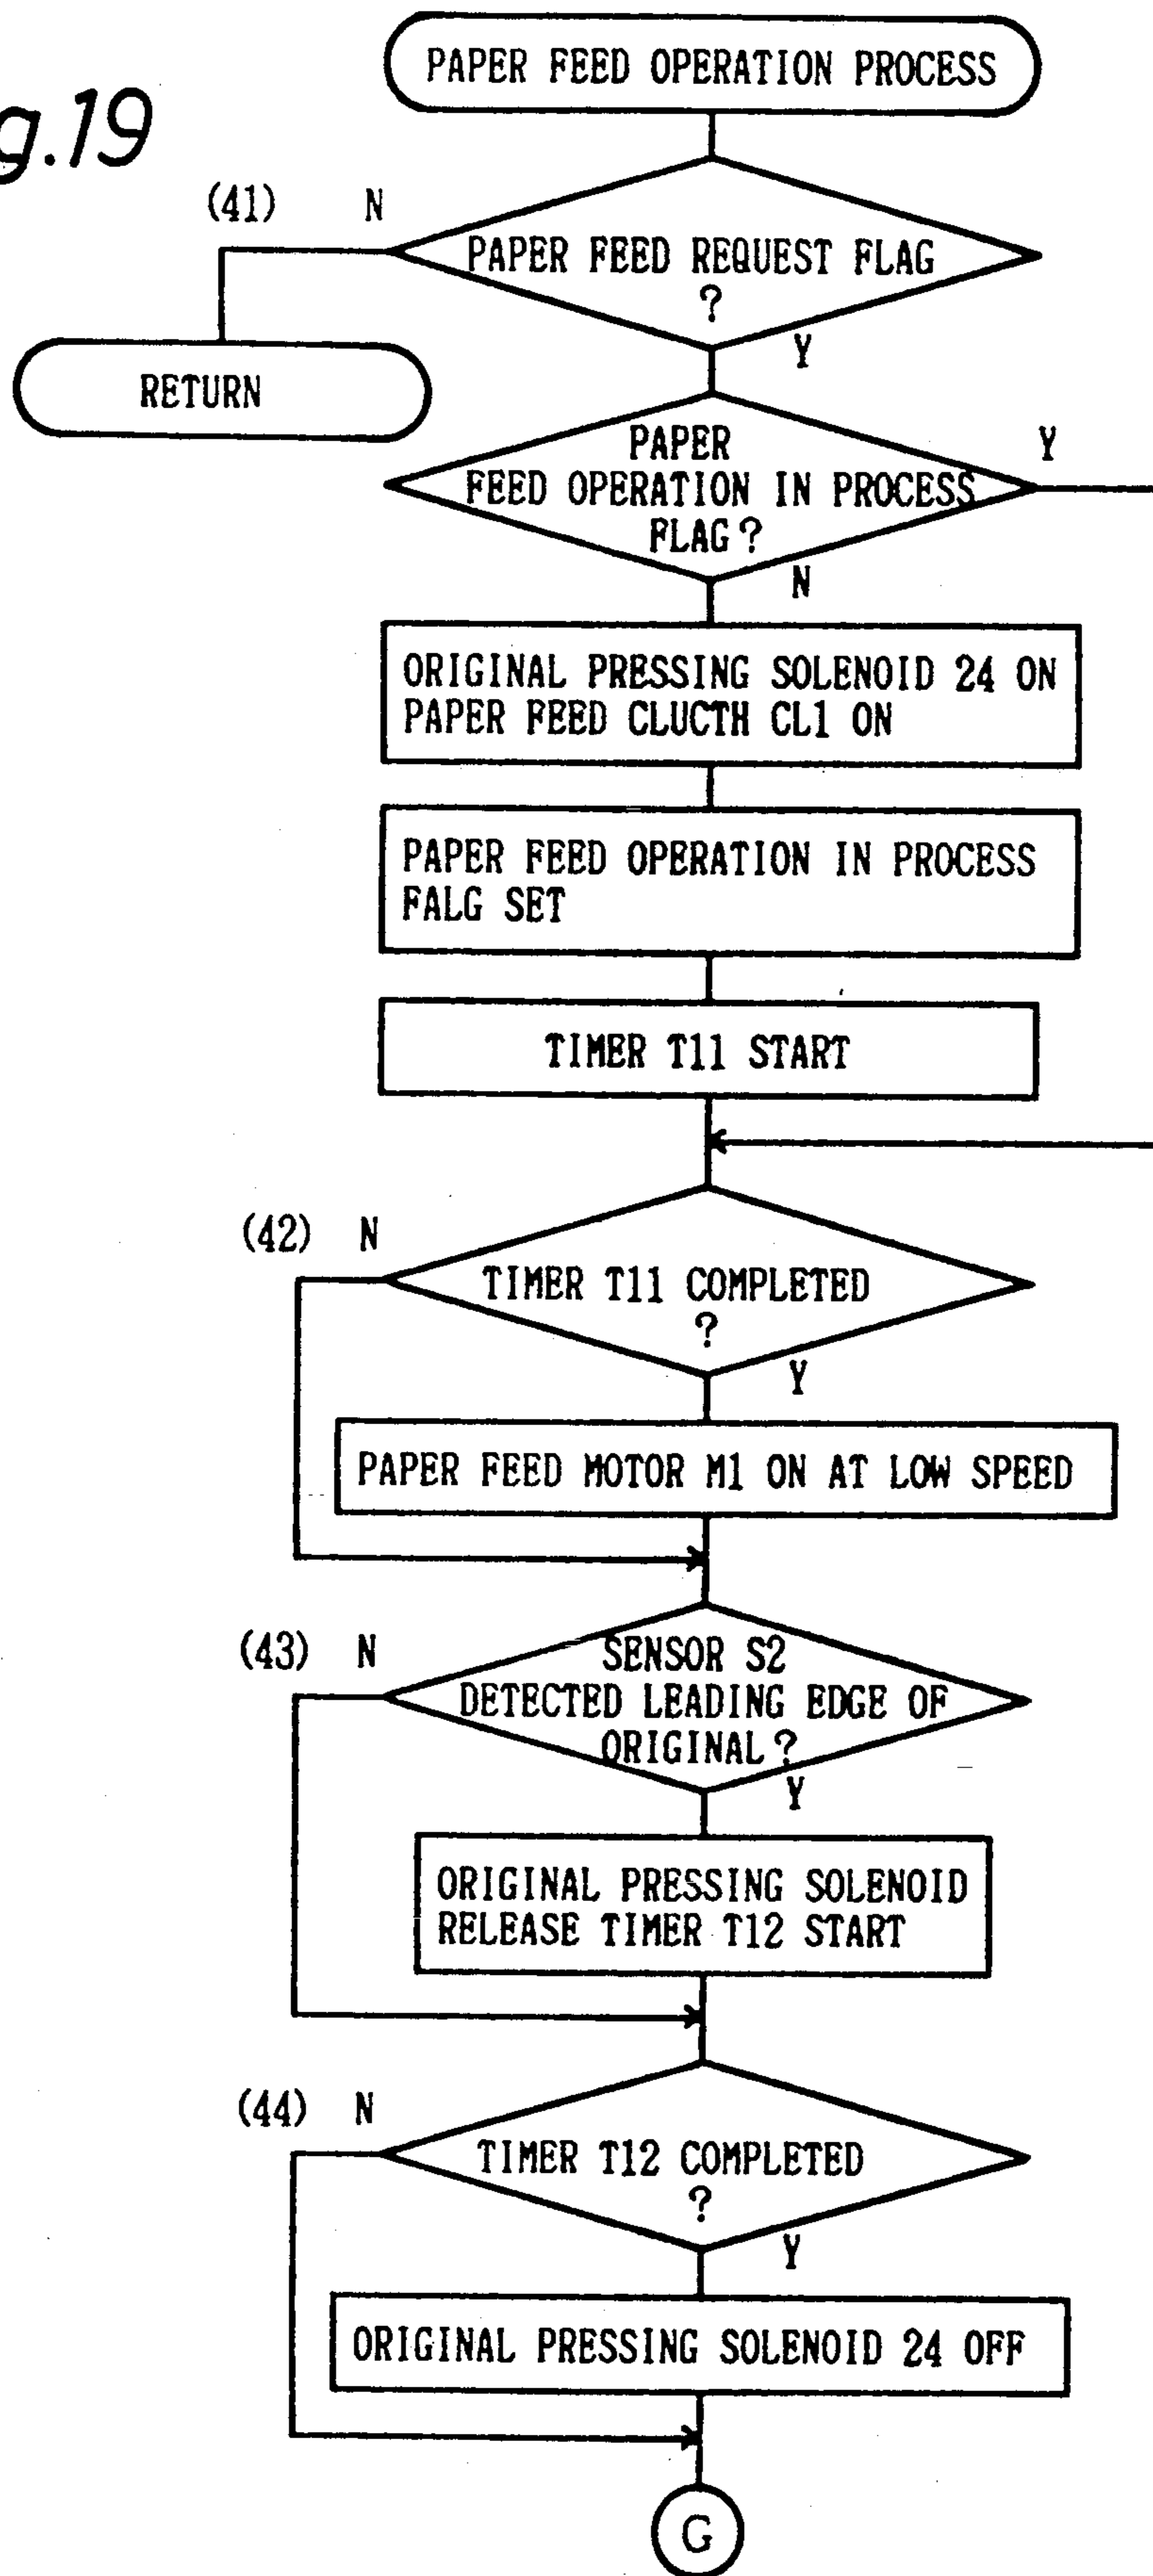 g.19
PAPER FEED OPERATION PROCESS
(41) N
PAPER FEED REQUEST FLAG
?
Y
RETURN
PAPER
FEED OPERATION IN PROCESS
FLAG?
Y
N
ORIGINAL PRESSING SOLENOID 24 ON
PAPER FEED CLUCTH CL1 ON
PAPER FEED OPERATION IN PROCESS
FALG SET
TIMER T11 START
(42) N
TIMER T11 COMPLETED
?
Y
PAPER FEED MOTOR M1 ON AT LOW SPEED
(43) N
SENSOR S2
DETECTED LEADING EDGE OF
ORIGINAL?
Y
ORIGINAL PRESSING SOLENOID
RELEASE TIMER T12 START
(44) N
TIMER T12 COMPLETED
?
Y
ORIGINAL PRESSING SOLENOID 24 OFF
G